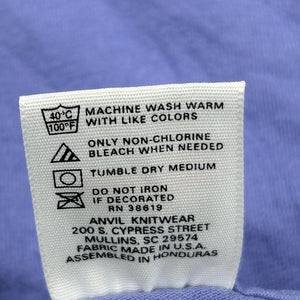 40°C
100°F
MACHINE WASH WARM
WITH LIKE COLORS
ONLY NON-CHLORINE
BLEACH WHEN NEEDED
TUMBLE DRY MEDIUM
DO NOT IRON
IF DECORATED
RN 38619
ANVIL KNITWEAR
200 S. CYPRESS STREET
MULLINS, SC 29574
FABRIC MADE IN U.S.A.
ASSEMBLED IN HONDURAS